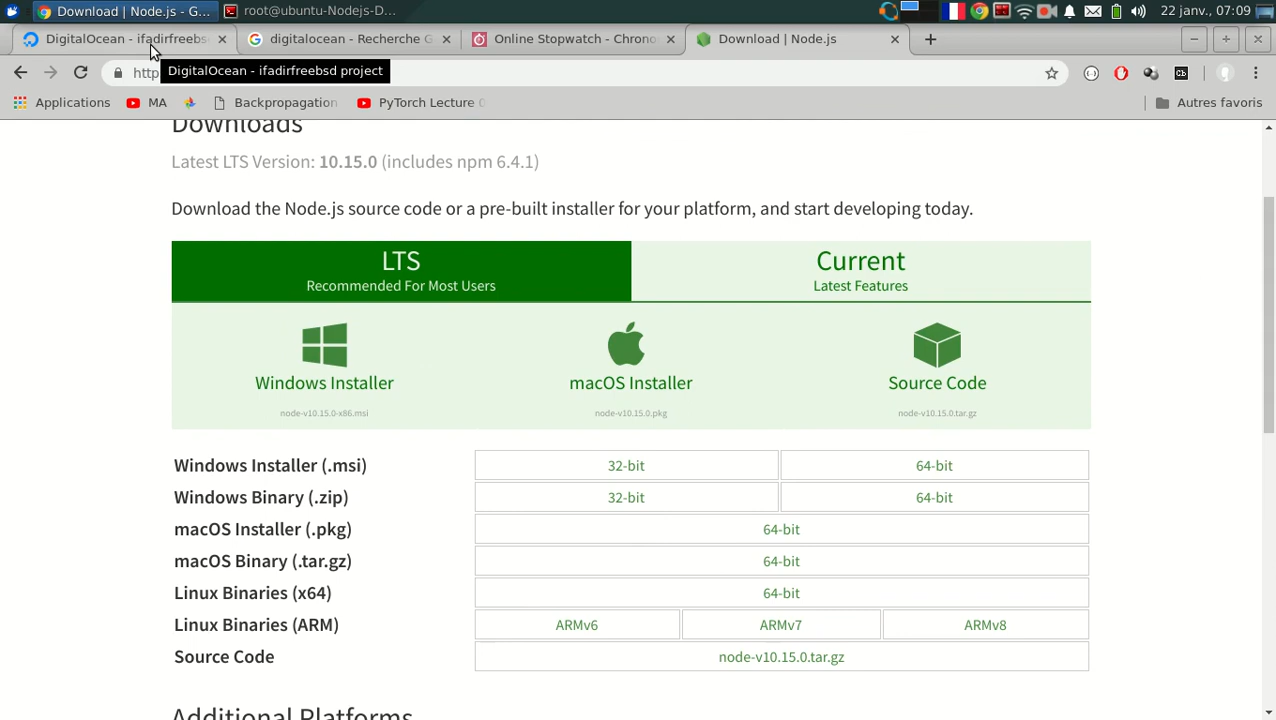 Download | Node.js - G...
root@ubuntu-Nodejs-D...
22 janv., 07:09
DigitalOcean - ifadirfreebs
digitalocean - Recherche G
Online Stopwatch - Chrono
Download | Node.js
http
DigitalOcean - ifadirfreebsd project
Applications
MA
Backpropagation
PyTorch Lecture 0
Autres favoris
Downloads
Latest LTS Version: 10.15.0 (includes npm 6.4.1)
Download the Node.js source code or a pre-built installer for your platform, and start developing today.
LTS
Recommended For Most Users
Current
Latest Features
Windows Installer
node-v10.15.0-x86.msi
macOS Installer
node-v10.15.0.pkg
Source Code
node-v10.15.0.tar.gz
Windows Installer (.msi) 32-bit 64-bit
Windows Binary (.zip) 32-bit 64-bit
macOS Installer (.pkg) 64-bit
macOS Binary (.tar.gz) 64-bit
Linux Binaries (x64) 64-bit
Linux Binaries (ARM) ARMv6 ARMv7 ARMv8
Source Code node-v10.15.0.tar.gz
Additional Platforms